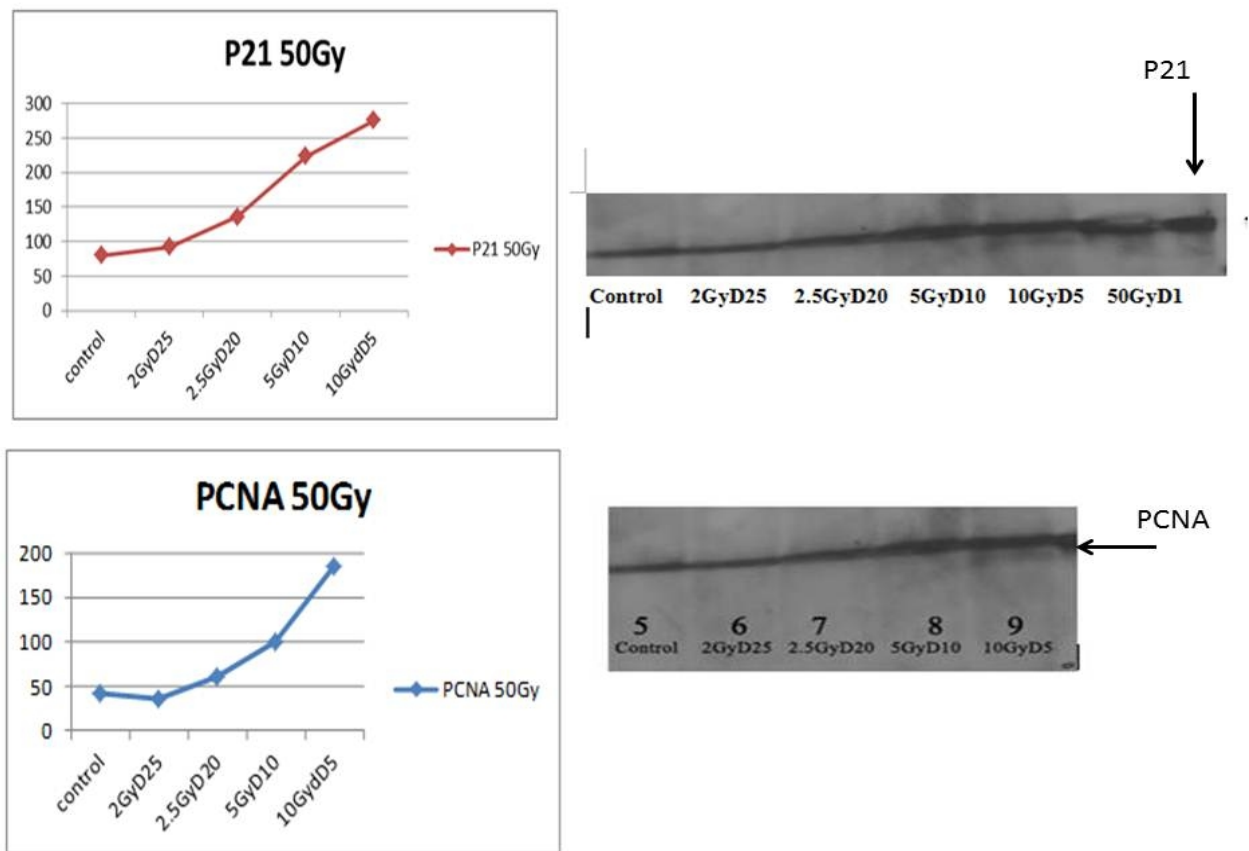 P21 50Gy
300
250
200
150
100
50
0
control
2GyD25
2.5GyD20
5GyD10
10GydD5
P21 50Gy
P21
Control 2GyD25 2.5GyD20 5GyD10 10GyD5 50GyD1
PCNA 50Gy
200
150
100
50
0
control
2GyD25
2.5GyD20
5GyD10
10GydD5
PCNA 50Gy
PCNA
5 6 7 8 9
Control 2GyD25 2.5GyD20 5GyD10 10GyD5